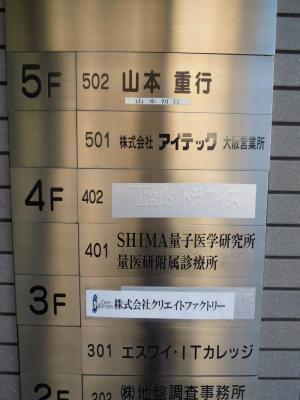 5F 502 山本 重行
山本初江
501 株式会社 アイテック 大阪営業所
4F 402
401 SHIMA量子医学研究所
量医研附属診療所
3F 株式会社クリエイトファクトリー
301 エスワイ・ITカレッジ
2F 202 ㈱地盤調査事務所